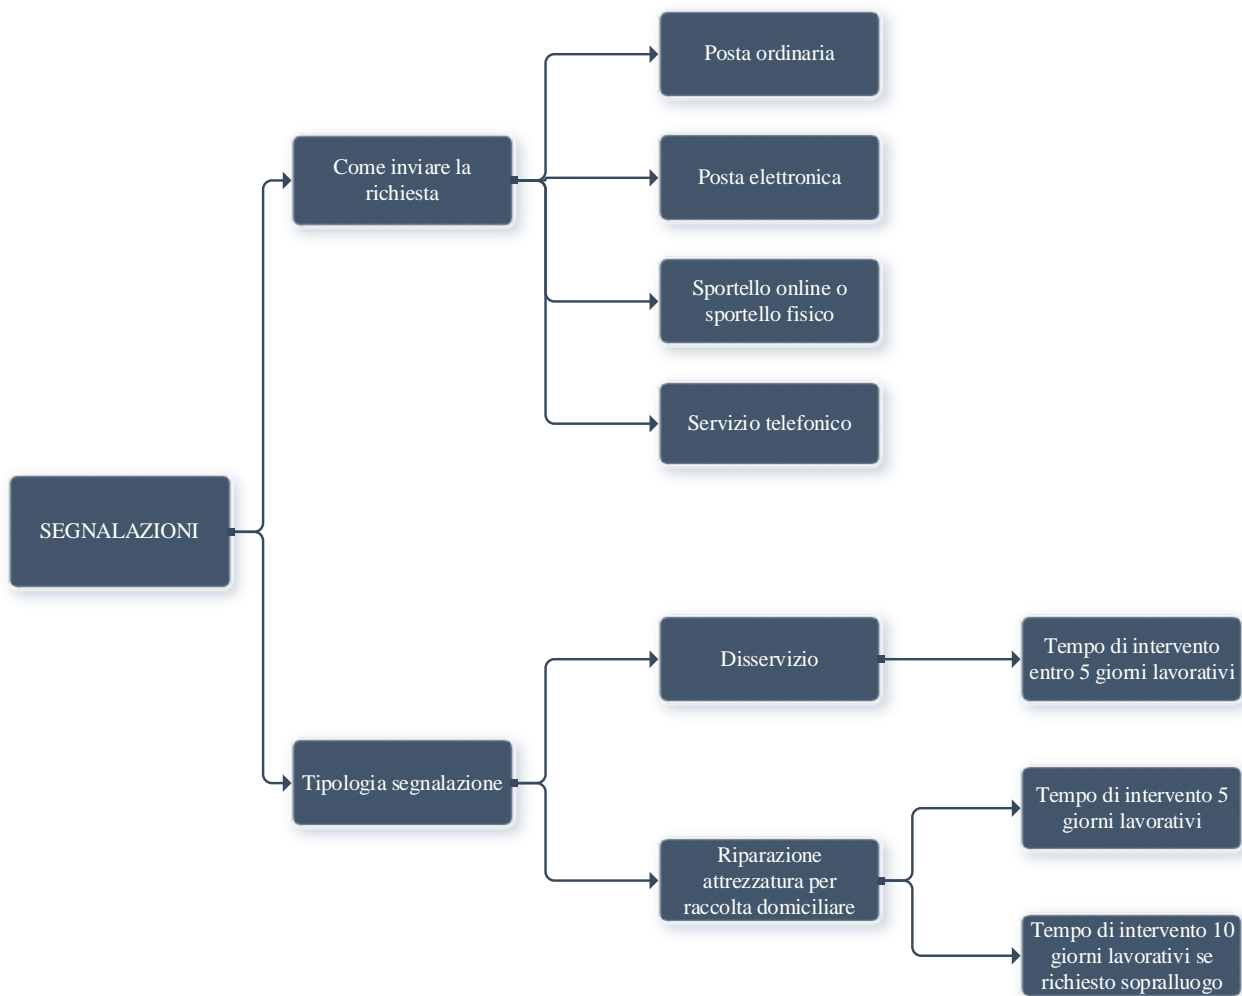 Posta ordinaria
Come inviare la
richiesta
Posta elettronica
Sportello online o
sportello fisico
Servizio telefonico
SEGNALAZIONI
Disservizio
Tempo di intervento
entro 5 giorni lavorativi
Tipologia segnalazione
Tempo di intervento 5
giorni lavorativi
Riparazione
attrezzatura per
raccolta domiciliare
Tempo di intervento 10
giorni lavorativi se
richiesto sopralluogo